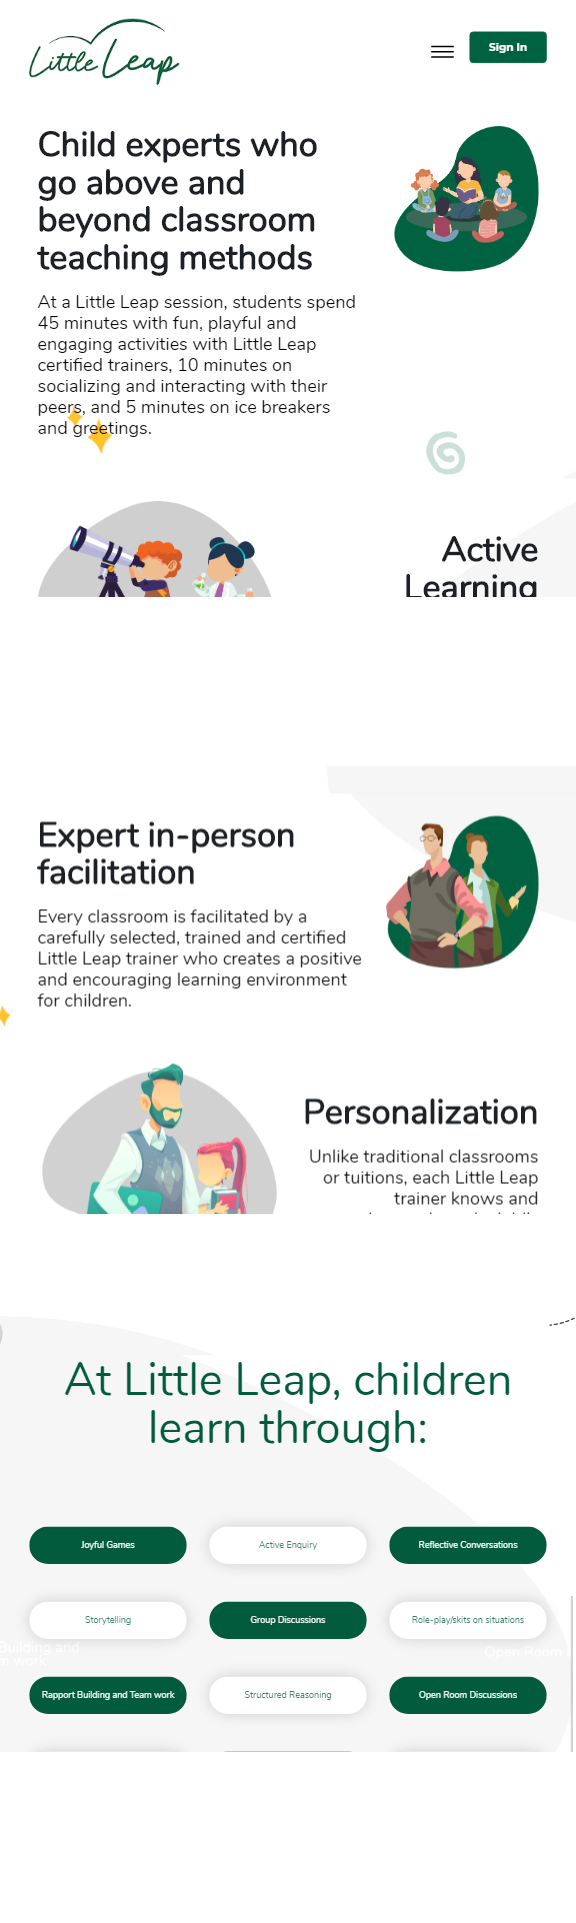 Little Leap
Sign In
Child experts who
go above and
beyond classroom
teaching methods
At a Little Leap session, students spend
45 minutes with fun, playful and
engaging activities with Little Leap
certified trainers, 10 minutes on
socializing and interacting with their
peers, and 5 minutes on ice breakers
and greetings.
Active
Learning
Expert in-person
facilitation
Every classroom is facilitated by a
carefully selected, trained and certified
Little Leap trainer who creates a positive
and encouraging learning environment
for children.
Personalization
Unlike traditional classrooms
or tuitions, each Little Leap
trainer knows and
At Little Leap, children
learn through:
Joyful Games
Active Enquiry
Reflective Conversations
Storytelling
Group Discussions
Role-play/skits on situations
Building and
Open Room
work
Rapport Building and Team work
Structured Reasoning
Open Room Discussions